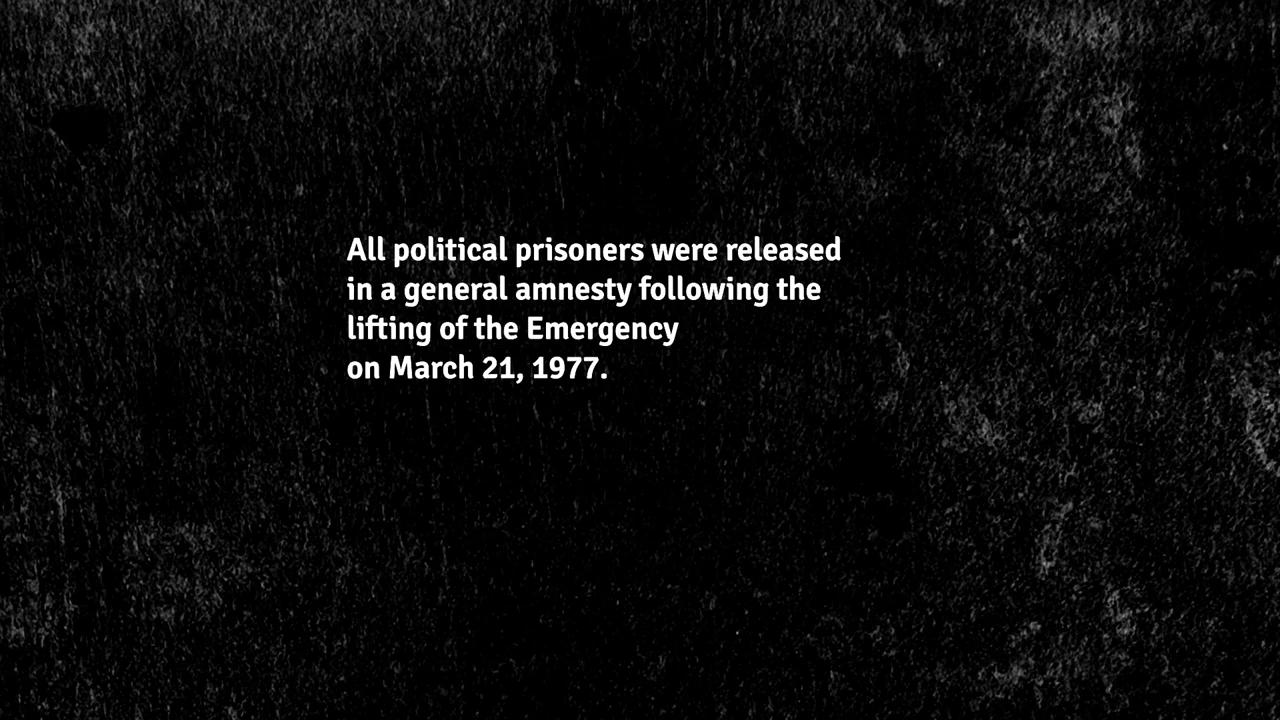 All political prisoners were released
in a general amnesty following the
lifting of the Emergency
on March 21, 1977.